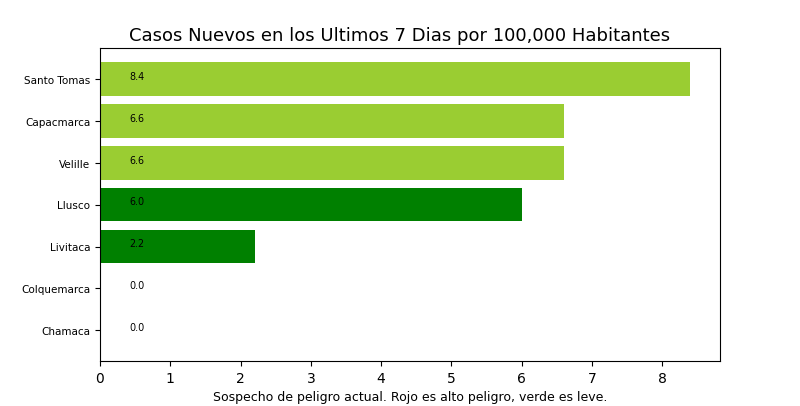 Casos Nuevos en los Ultimos 7 Dias por 100,000 Habitantes
Santo Tomas 8.4
Capacmarca 6.6
Velille 6.6
Llusco 6.0
Livitaca 2.2
Colquemarca 0.0
Chamaca 0.0
0 1 2 3 4 5 6 7 8
Sospecho de peligro actual. Rojo es alto peligro, verde es leve.